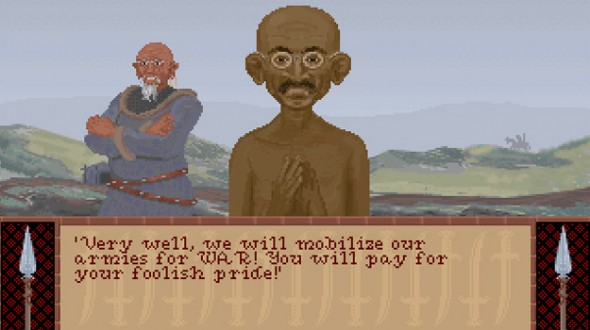 'Very well, we will mobilize our
armies for WAR! You will pay for
your foolish pride!'